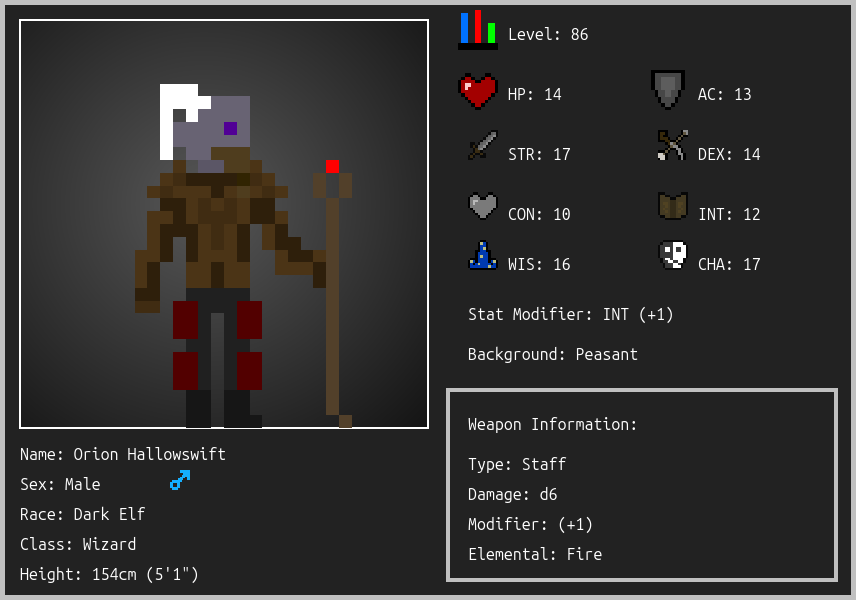 Level: 86
HP: 14
AC: 13
STR: 17
DEX: 14
CON: 10
INT: 12
WIS: 16
CHA: 17
Stat Modifier: INT (+1)
Background: Peasant
Weapon Information:
Type: Staff
Damage: d6
Modifier: (+1)
Elemental: Fire
Name: Orion Hallowswift
Sex: Male
Race: Dark Elf
Class: Wizard
Height: 154cm (5'1")